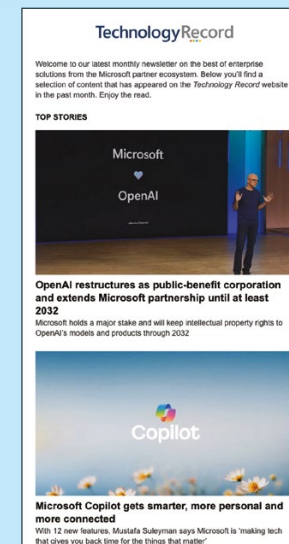 TechnologyRecord
Welcome to our latest monthly newsletter on the best of enterprise
solutions from the Microsoft partner ecosystem. Below you'll find a
selection of content that has appeared on the Technology Record website
in the past month. Enjoy the read.
TOP STORIES
Microsoft
OpenAI
OpenAI restructures as public-benefit corporation
and extends Microsoft partnership until at least
2032
Microsoft holds a major stake and will keep intellectual property rights to
OpenAI's models and products through 2032
Copilot
Microsoft Copilot gets smarter, more personal and
more connected
With 12 new features, Mustafa Suleyman says Microsoft is 'making tech
that gives you back time for the things that matter'